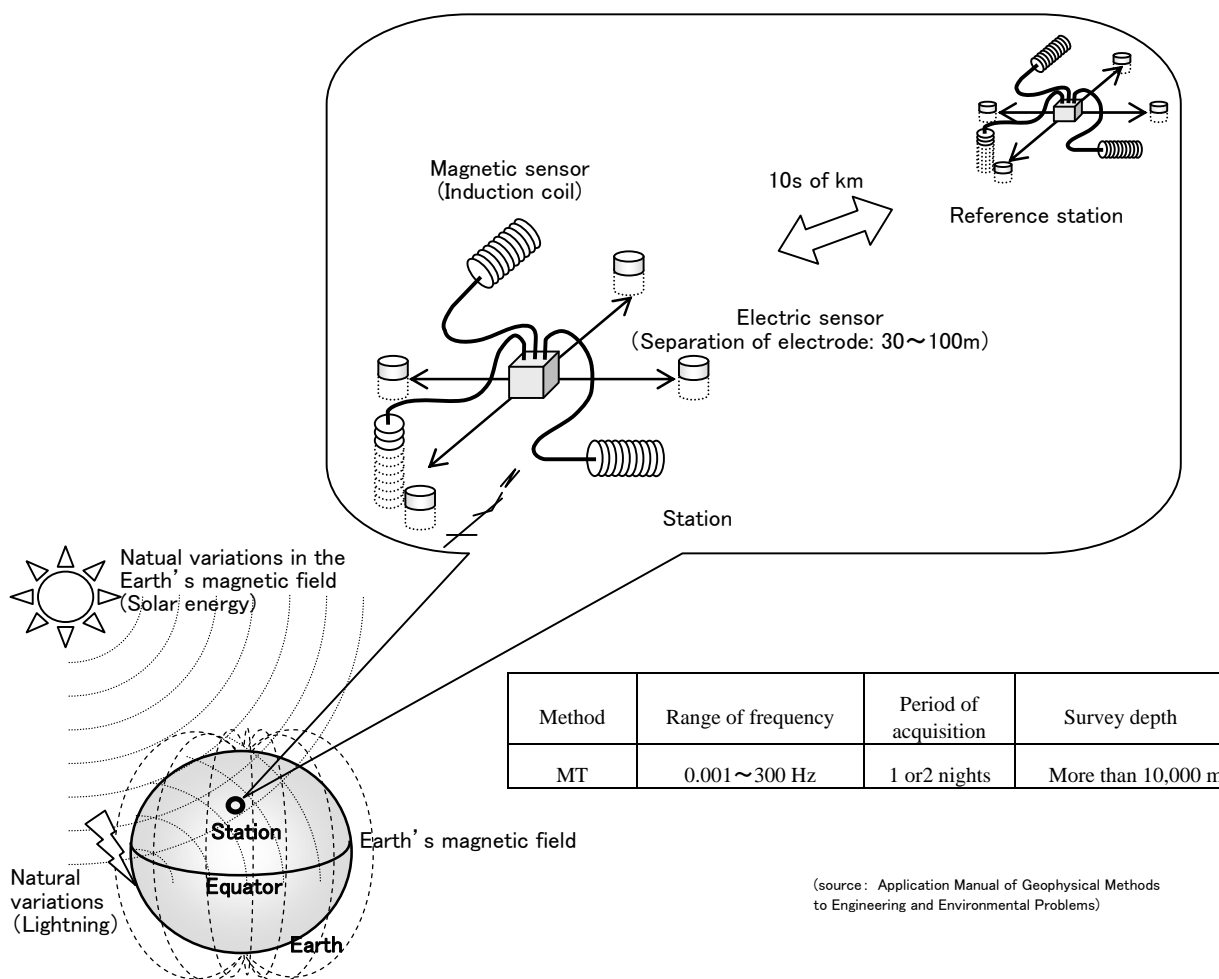 Magnetic sensor
(Induction coil)
10s of km
Reference station
Electric sensor
(Separation of electrode: 30～100m)
Station
Natual variations in the
Earth's magnetic field
(Solar energy)
Method
Range of frequency
Period of
acquisition
Survey depth
MT
0.001～300 Hz
1 or2 nights
More than 10,000 m
Station
Earth's magnetic field
Equator
Natural
variations
(Lightning)
Earth
(source: Application Manual of Geophysical Methods
to Engineering and Environmental Problems)